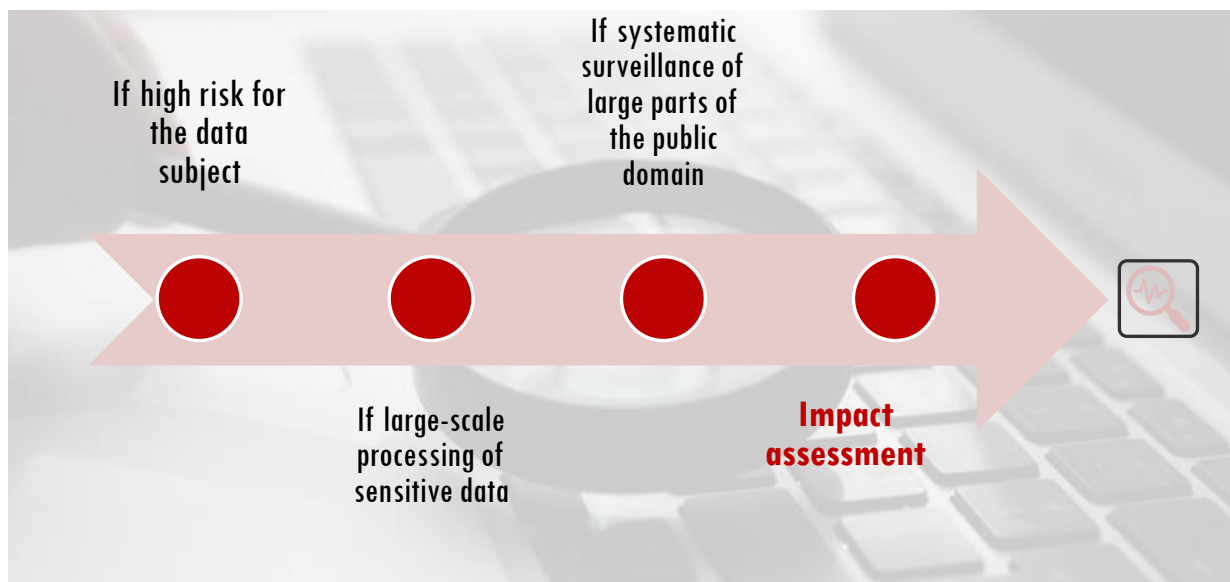 If high risk for
the data
subject
If large-scale
processing of
sensitive data
If systematic
surveillance of
large parts of
the public
domain
Impact
assessment